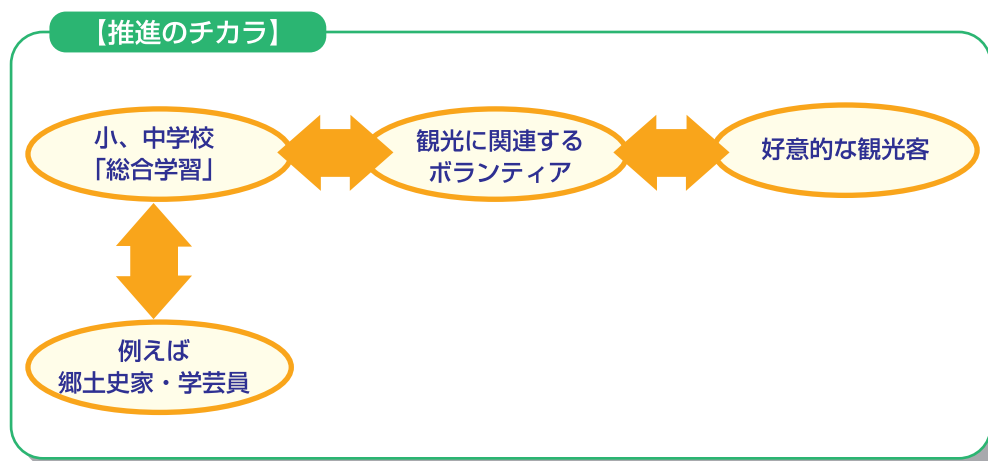 【推進のチカラ】
小、中学校
「総合学習」
観光に関連する
ボランティア
好意的な観光客
例えば
郷土史家・学芸員